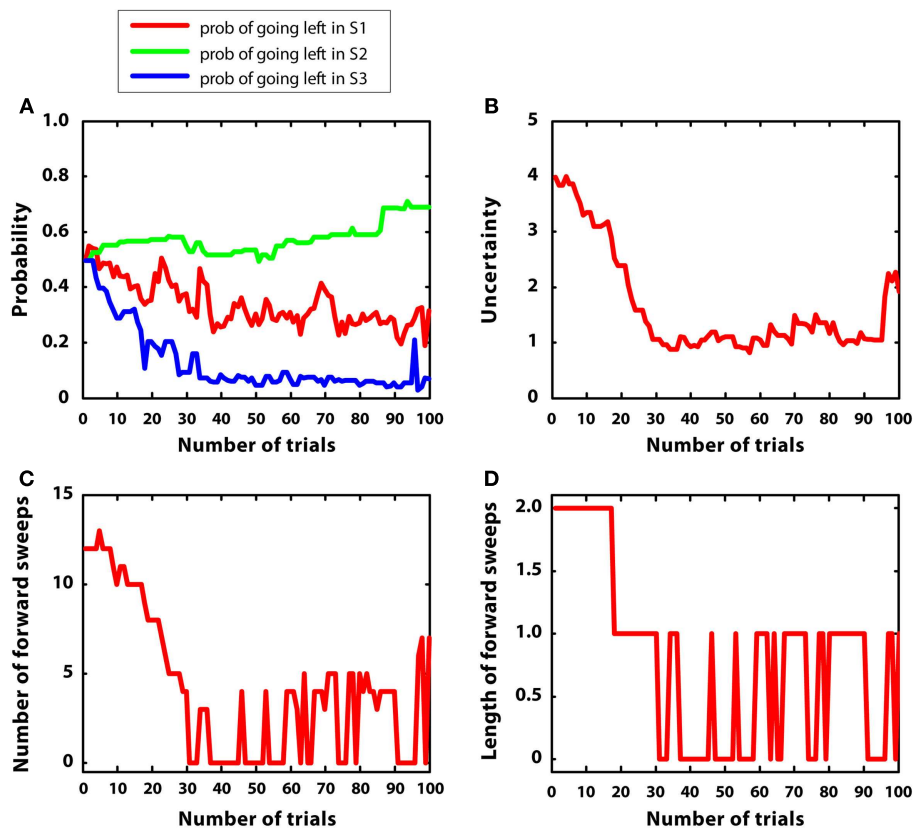 prob of going left in S1
prob of going left in S2
prob of going left in S3
A
1.0
0.8
0.6
0.4
0.2
0
Probability
0 10 20 30 40 50 60 70 80 90 100
Number of trials
B
5
4
3
2
1
0
Uncertainty
0 10 20 30 40 50 60 70 80 90 100
Number of trials
C
15
10
5
0
Number of forward sweeps
0 10 20 30 40 50 60 70 80 90 100
Number of trials
D
2.0
1.5
1.0
0.5
0
Length of forward sweeps
0 10 20 30 40 50 60 70 80 90 100
Number of trials